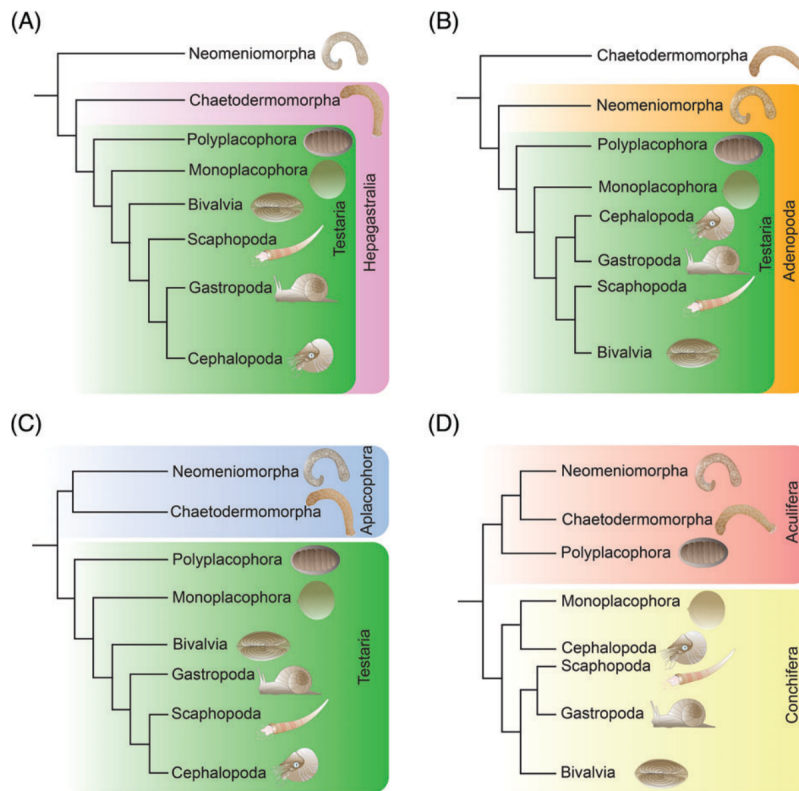 (A)
Neomeniomorpha
Chaetodermomorpha
Polyplacophora
Monoplacophora
Bivalvia
Scaphopoda
Gastropoda
Cephalopoda
Testaria
Hepagastralia
(B)
Chaetodermomorpha
Neomeniomorpha
Polyplacophora
Monoplacophora
Cephalopoda
Gastropoda
Scaphopoda
Bivalvia
Testaria
Adenopoda
(C)
Neomeniomorpha
Chaetodermomorpha
Aplacophora
Polyplacophora
Monoplacophora
Bivalvia
Gastropoda
Scaphopoda
Cephalopoda
Testaria
(D)
Neomeniomorpha
Chaetodermomorpha
Polyplacophora
Aculifera
Monoplacophora
Cephalopoda
Scaphopoda
Gastropoda
Bivalvia
Conchifera